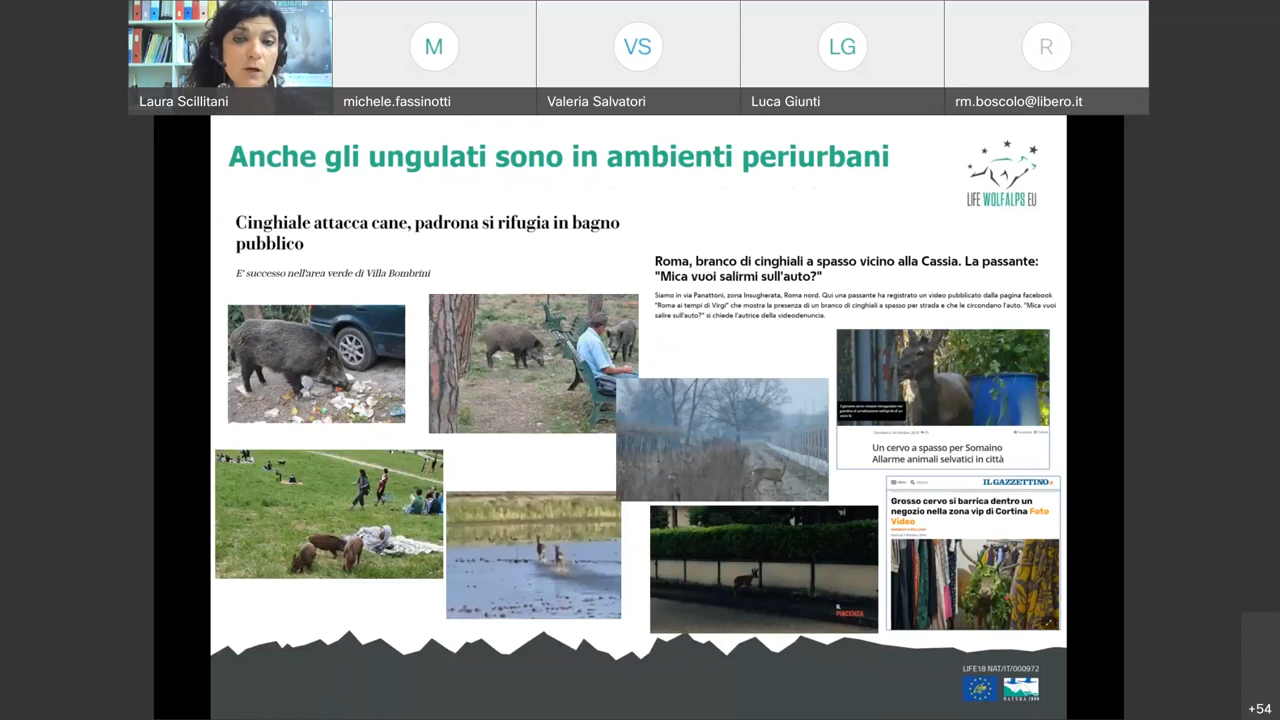 M
VS
LG
R
Laura Scillitani
michele.fassinotti
Valeria Salvatori
Luca Giunti
rm.boscolo@libero.it
Anche gli ungulati sono in ambienti periurbani
LIFE WOLFALPS EU
Cinghiale attacca cane, padrona si rifugia in bagno
pubblico
E' successo nell'area verde di Villa Bombrini
Roma, branco di cinghiali a spasso vicino alla Cassia. La passante:
"Mica vuoi salirmi sull'auto?"
Siamo in via Panattoni, zona Insugherata, Roma nord. Qui una passante ha registrato un video pubblicato dalla pagina facebook
"Roma ai tempi di Virgi" che mostra la presenza di un branco di cinghiali a spasso per strada e che le circondano l'auto. "Mica vuoi
salire sull'auto?" si chiede l'autrice della videodenuncia.
Un cervo a spasso per Somaino
Allarme animali selvatici in città
MENU
CERCA
IL GAZZETTINO
Grosso cervo si barrica dentro un
negozio nella zona vip di Cortina Foto
Video
IL
PIACENZA
LIFE18 NAT/IT/000972
Life
NATURA 2000
+54